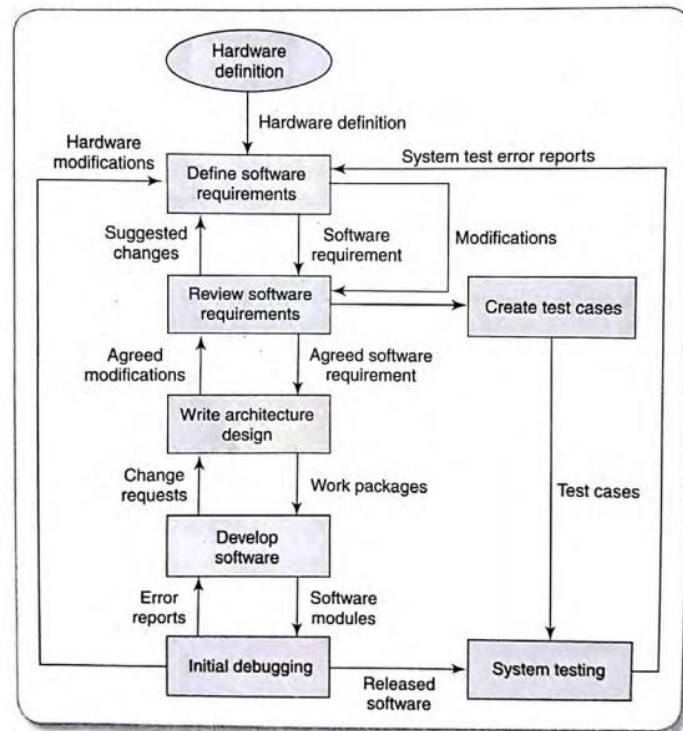 Hardware
definition
Hardware definition
Hardware
modifications
System test error reports
Define software
requirements
Suggested
changes
Software
requirement
Modifications
Review software
requirements
Create test cases
Agreed
modifications
Agreed software
requirement
Write architecture
design
Change
requests
Work packages
Test cases
Develop
software
Error
reports
Software
modules
Initial debugging
Released
software
System testing